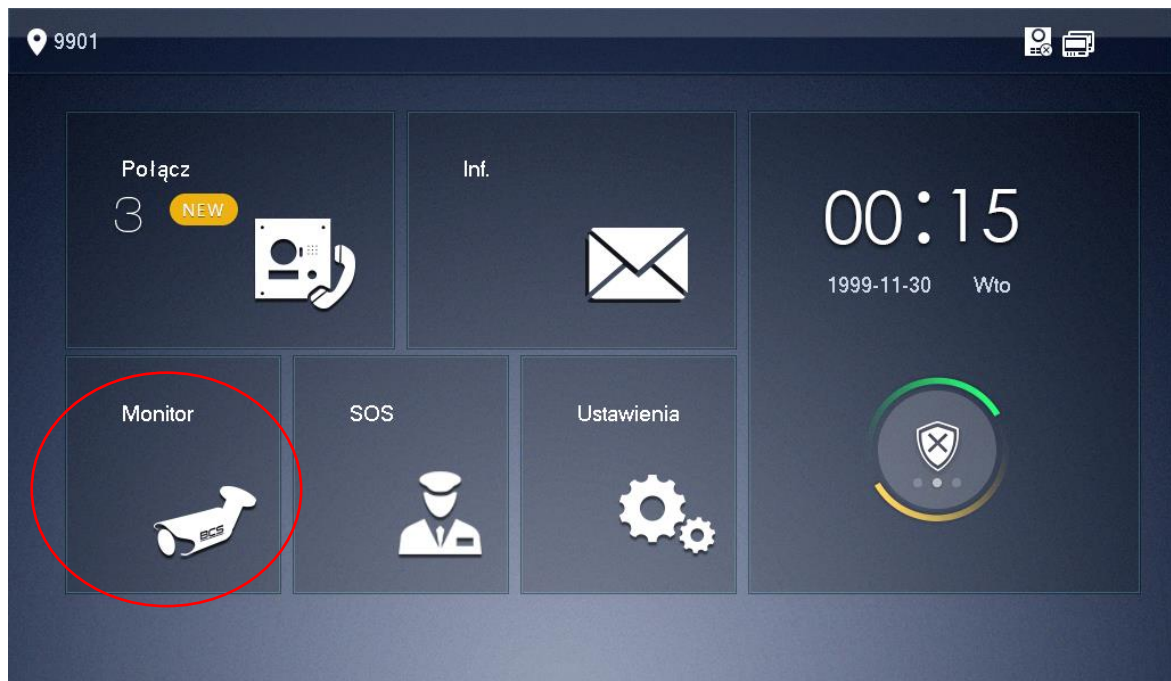 9901
Połącz
3 NEW
Inf.
00:15
1999-11-30 Wto
Monitor
BCS
SOS
Ustawienia